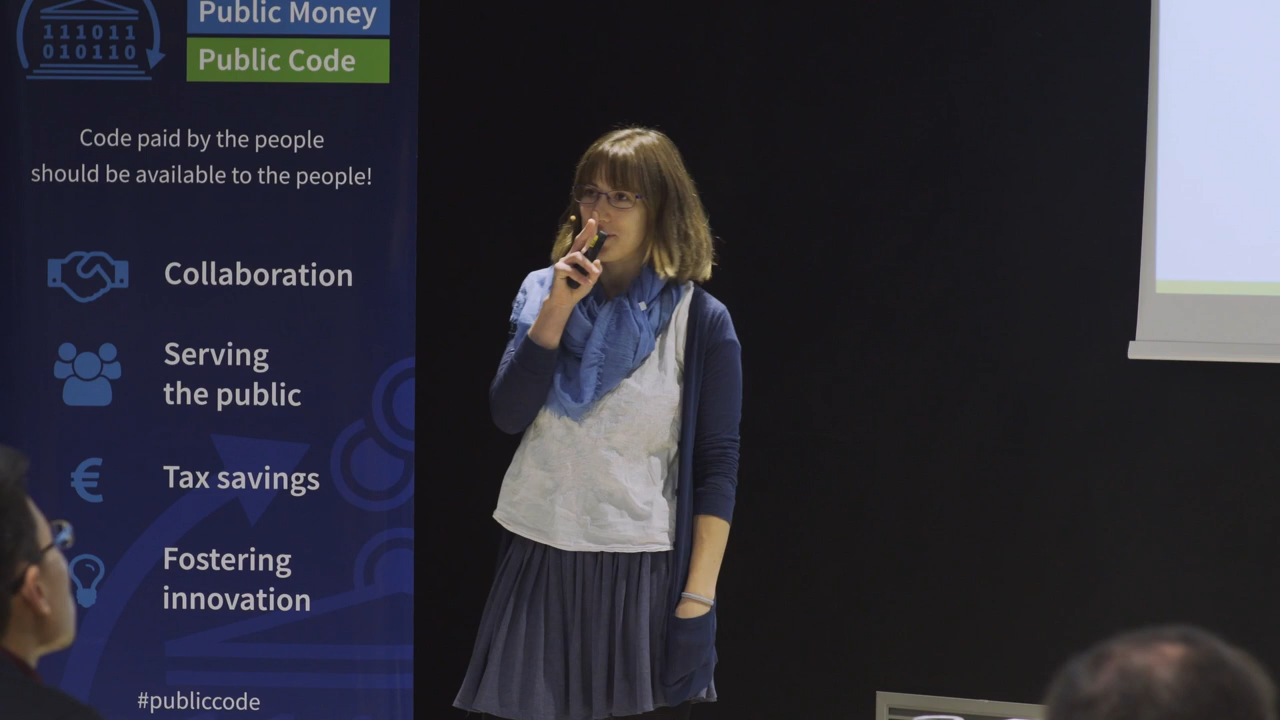 111011
010110
Public Money
Public Code
Code paid by the people
should be available to the people!
Collaboration
Serving
the public
€
Tax savings
Fostering
innovation
#publiccode